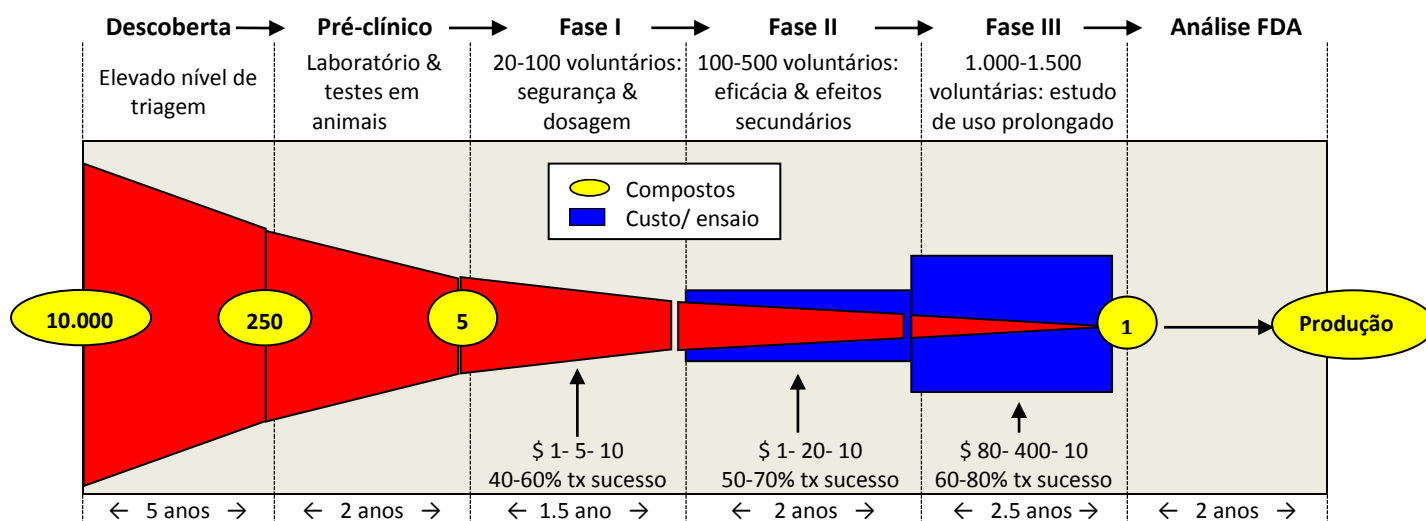 Descoberta → Pré-clínico → Fase I → Fase II → Fase III → Análise FDA
Elevado nível de
triagem
Laboratório &
testes em
animais
20-100 voluntários:
segurança &
dosagem
100-500 voluntários:
eficácia & efeitos
secundários
1.000-1.500
voluntárias: estudo
de uso prolongado
Compostos
Custo/ ensaio
10.000
250
5
1
Produção
$ 1- 5- 10
40-60% tx sucesso
$ 1- 20- 10
50-70% tx sucesso
$ 80- 400- 10
60-80% tx sucesso
← 5 anos →
← 2 anos →
← 1.5 ano →
← 2 anos →
← 2.5 anos →
← 2 anos →